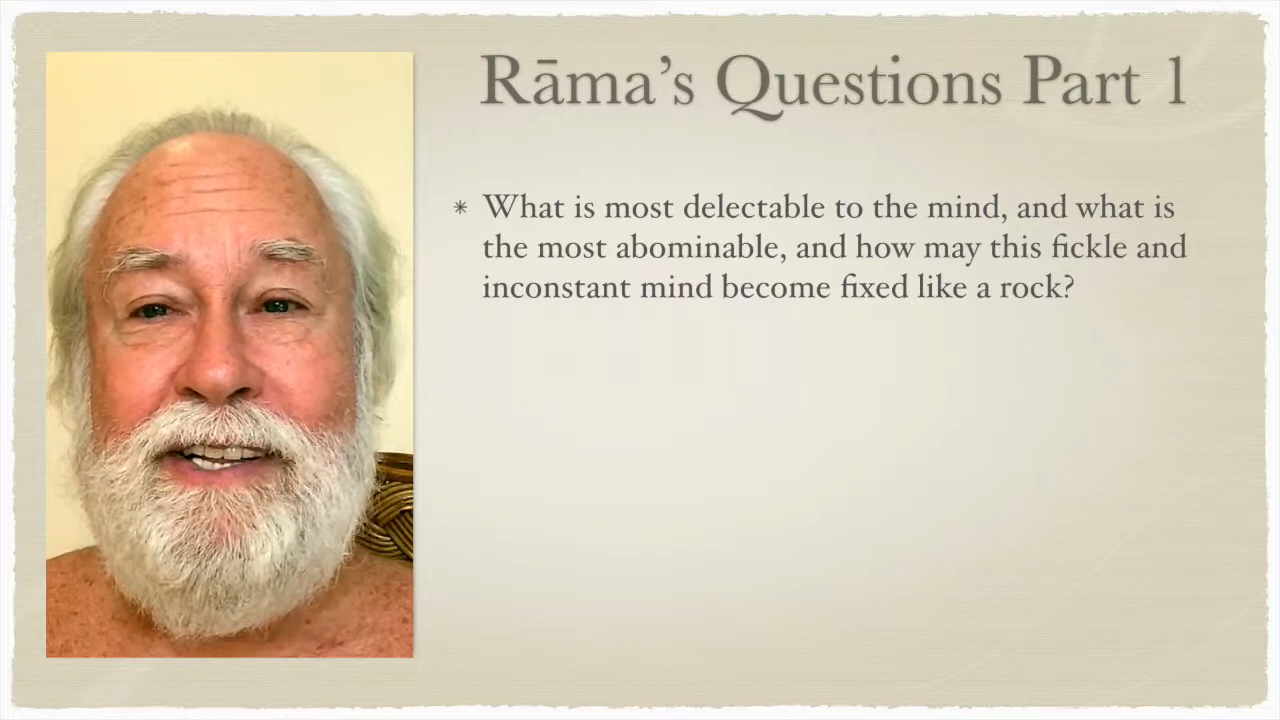 Rāma’s Questions Part 1
What is most delectable to the mind, and what is
the most abominable, and how may this fickle and
inconstant mind become fixed like a rock?